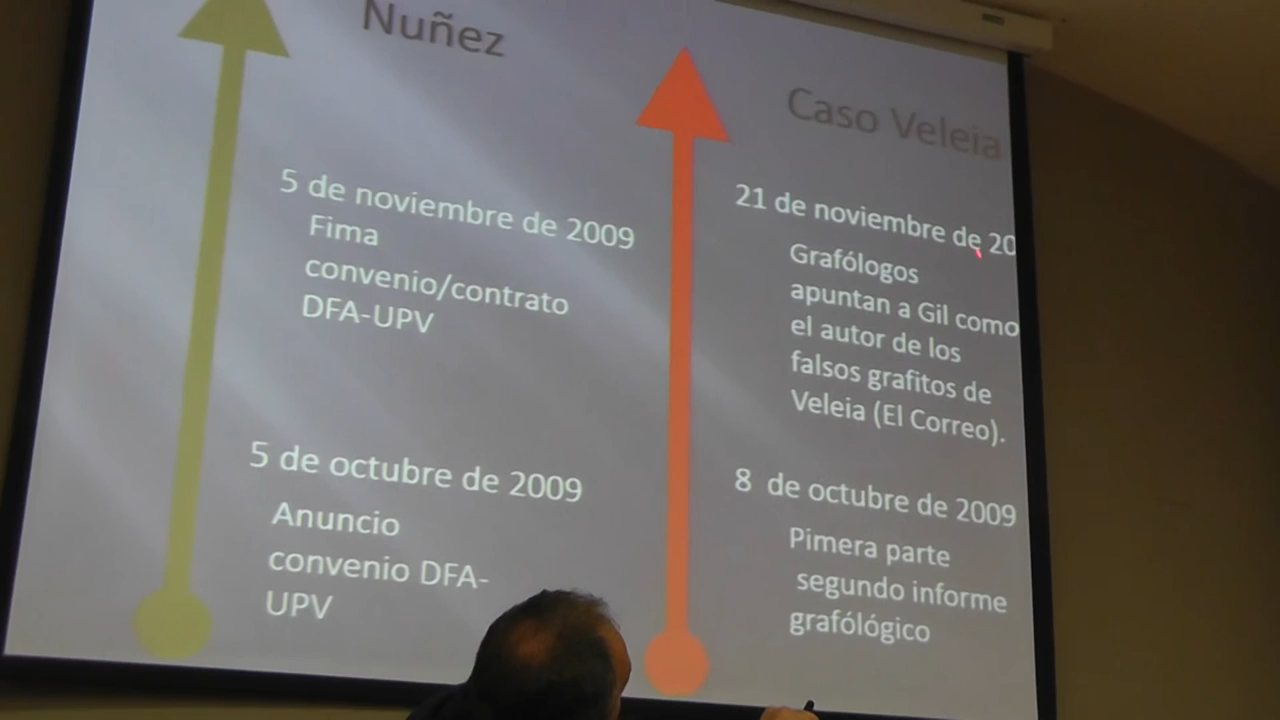 Nuñez
5 de noviembre de 2009
Fima
convenio/contrato
DFA-UPV
5 de octubre de 2009
Anuncio
convenio DFA-
UPV
Caso Veleia
21 de noviembre de 20
Grafólogos
apuntan a Gil como
el autor de los
falsos grafitos de
Veleia (El Correo).
8 de octubre de 2009
Pimera parte
segundo informe
grafólógico